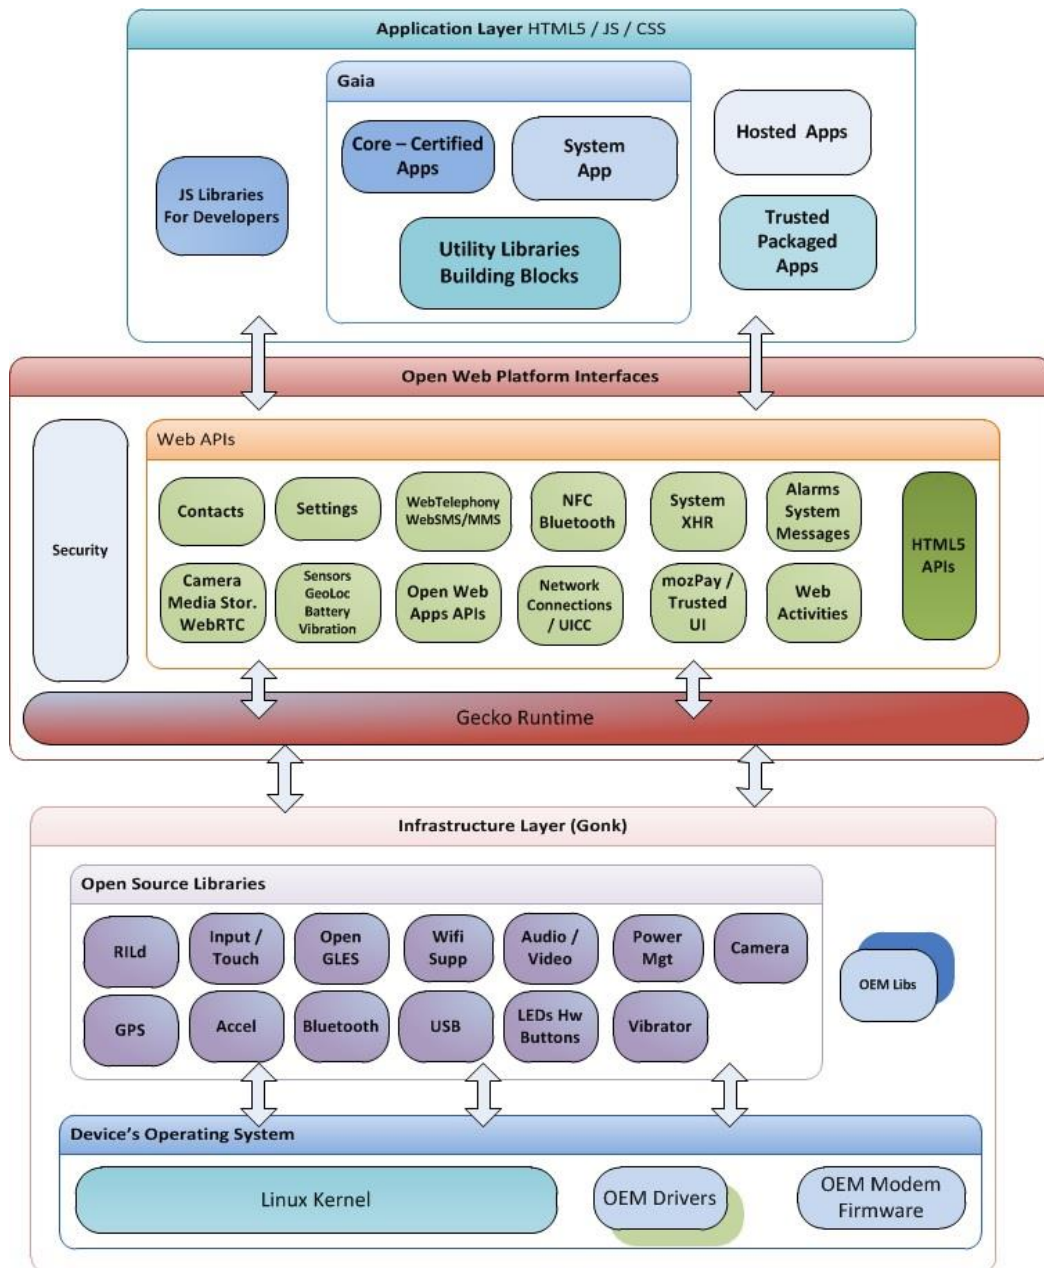 Application Layer HTML5 / JS / CSS
Gaia
Core – Certified
Apps
System
App
Hosted Apps
JS Libraries
For Developers
Utility Libraries
Building Blocks
Trusted
Packaged
Apps
Open Web Platform Interfaces
Security
Web APIs
Contacts
Settings
WebTelephony
WebSMS/MMS
NFC
Bluetooth
System
XHR
Alarms
System
Messages
HTML5
APIs
Camera
Media Stor.
WebRTC
Sensors
GeoLoc
Battery
Vibration
Open Web
Apps APIs
Network
Connections
/ UICC
mozPay /
Trusted
UI
Web
Activities
Gecko Runtime
Infrastructure Layer (Gonk)
Open Source Libraries
RILd
Input /
Touch
Open
GLES
Wifi
Supp
Audio /
Video
Power
Mgt
Camera
OEM Libs
GPS
Accel
Bluetooth
USB
LEDs Hw
Buttons
Vibrator
Device’s Operating System
Linux Kernel
OEM Drivers
OEM Modem
Firmware